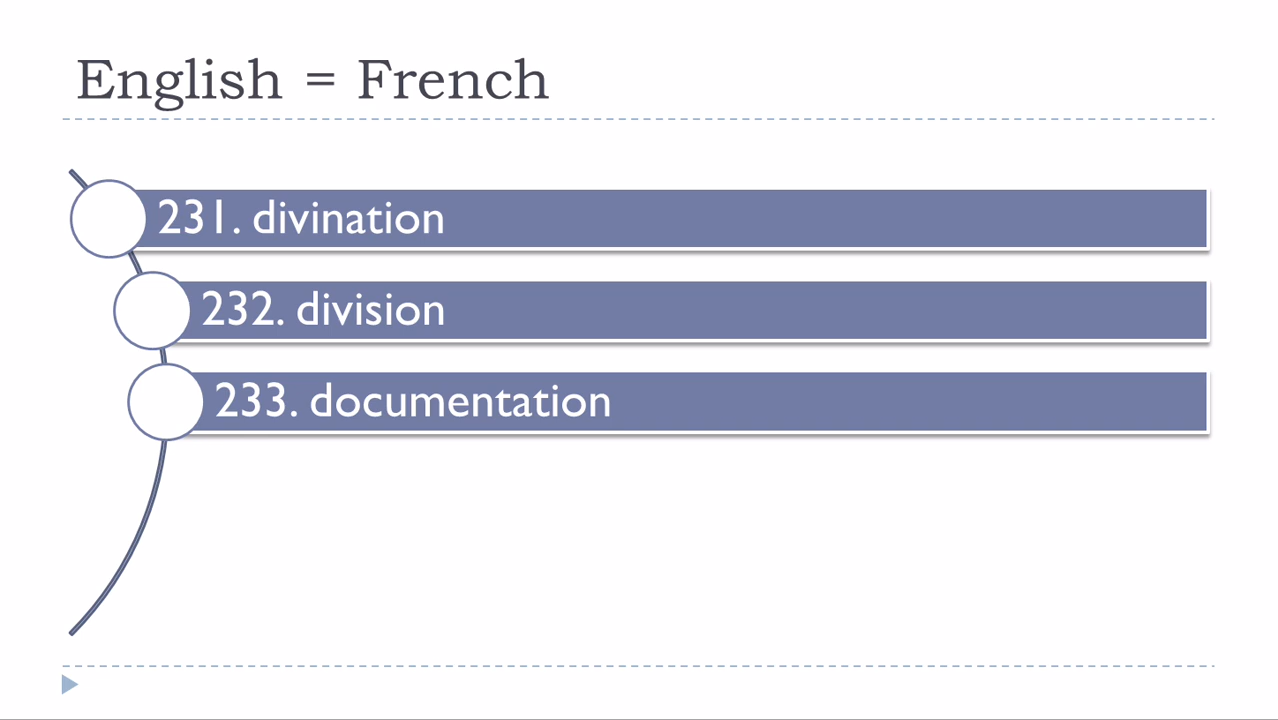 English = French
231. divination
232. division
233. documentation